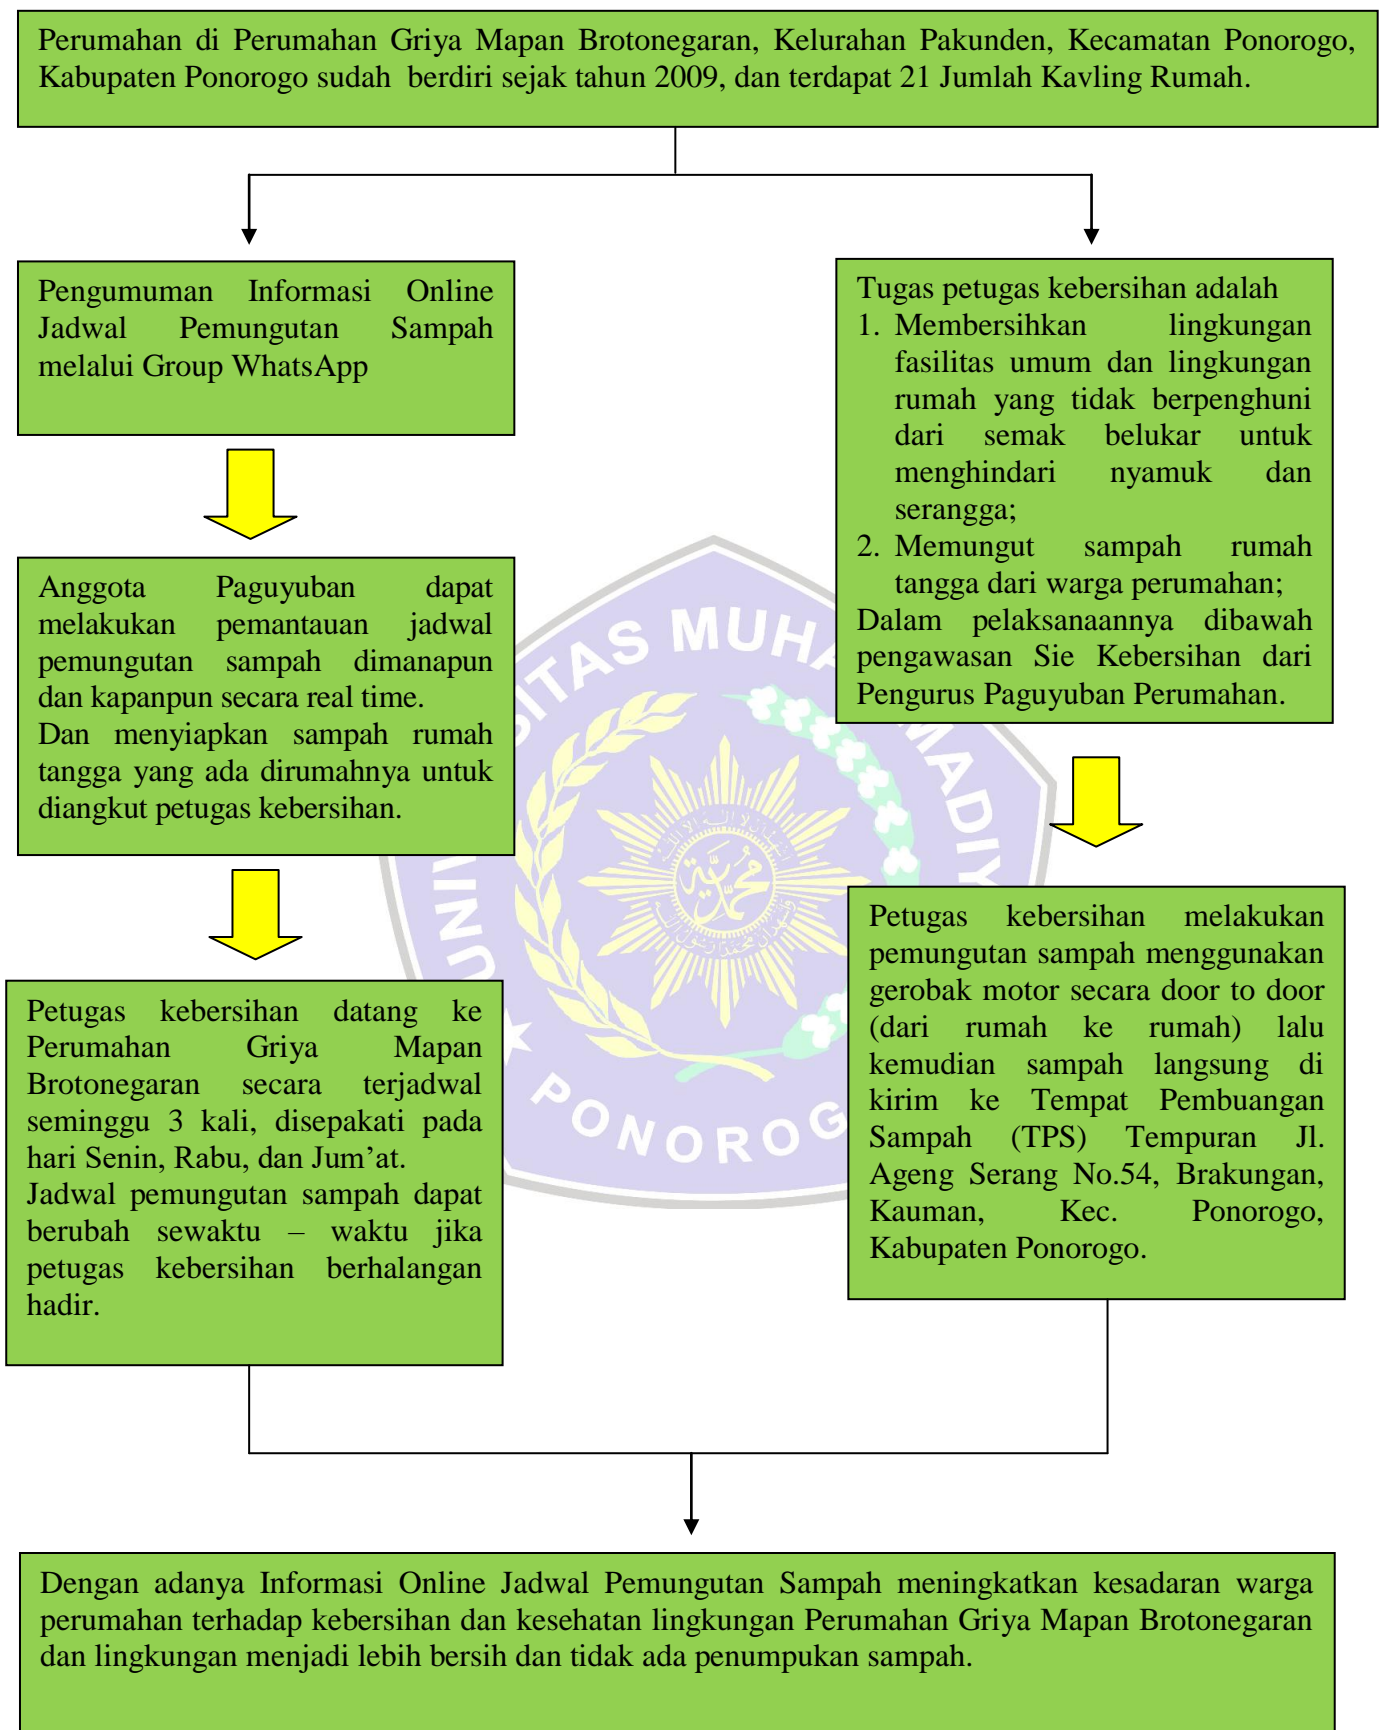 Perumahan di Perumahan Griya Mapan Brotonegaran, Kelurahan Pakunden, Kecamatan Ponorogo,
Kabupaten Ponorogo sudah berdiri sejak tahun 2009, dan terdapat 21 Jumlah Kavling Rumah.
Pengumuman Informasi Online
Jadwal Pemungutan Sampah
melalui Group WhatsApp
Anggota Paguyuban dapat
melakukan pemantauan jadwal
pemungutan sampah dimanapun
dan kapanpun secara real time.
Dan menyiapkan sampah rumah
tangga yang ada dirumahnya untuk
diangkut petugas kebersihan.
Petugas kebersihan datang ke
Perumahan Griya Mapan
Brotonegaran secara terjadwal
seminggu 3 kali, disepakati pada
hari Senin, Rabu, dan Jum’at.
Jadwal pemungutan sampah dapat
berubah sewaktu – waktu jika
petugas kebersihan berhalangan
hadir.
Tugas petugas kebersihan adalah
1. Membersihkan lingkungan
fasilitas umum dan lingkungan
rumah yang tidak berpenghuni
dari semak belukar untuk
menghindari nyamuk dan
serangga;
2. Memungut sampah rumah
tangga dari warga perumahan;
Dalam pelaksanaannya dibawah
pengawasan Sie Kebersihan dari
Pengurus Paguyuban Perumahan.
Petugas kebersihan melakukan
pemungutan sampah menggunakan
gerobak motor secara door to door
(dari rumah ke rumah) lalu
kemudian sampah langsung di
kirim ke Tempat Pembuangan
Sampah (TPS) Tempuran Jl.
Ageng Serang No.54, Brakungan,
Kauman, Kec. Ponorogo,
Kabupaten Ponorogo.
Dengan adanya Informasi Online Jadwal Pemungutan Sampah meningkatkan kesadaran warga
perumahan terhadap kebersihan dan kesehatan lingkungan Perumahan Griya Mapan Brotonegaran
dan lingkungan menjadi lebih bersih dan tidak ada penumpukan sampah.